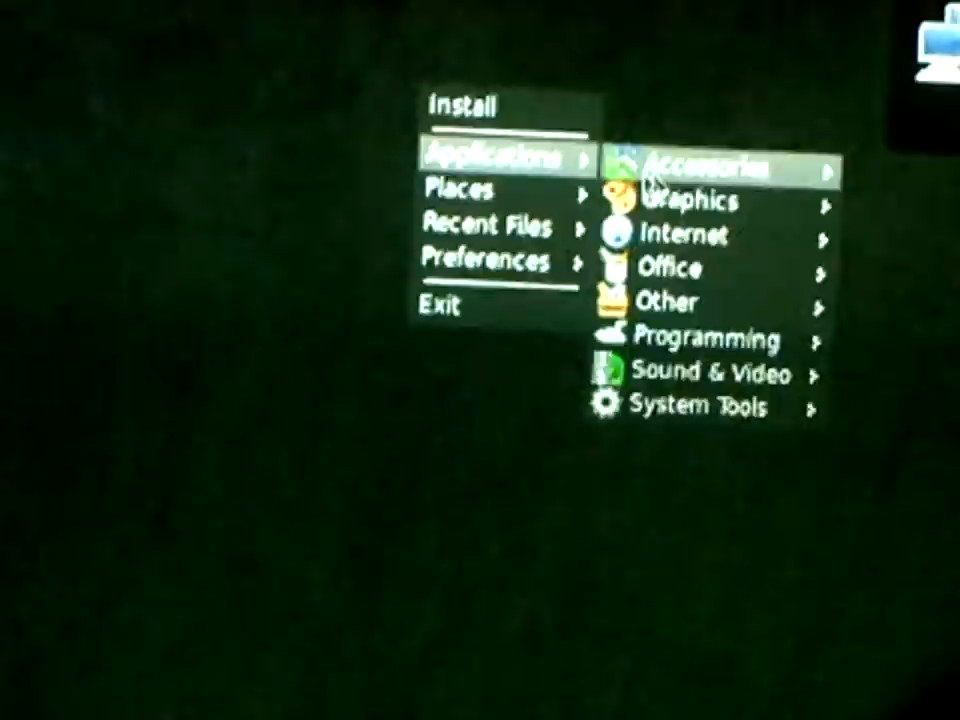 Install
Applications
Places
Recent Files
Preferences
Exit
Accessories
Graphics
Internet
Office
Other
Programming
Sound & Video
System Tools